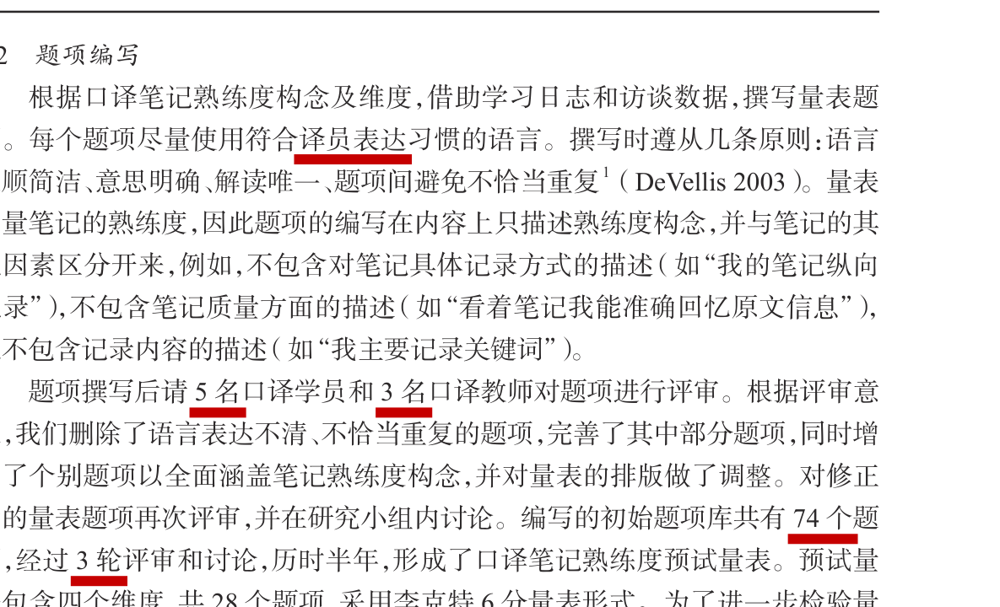 2 题项编写
根据口译笔记熟练度构念及维度,借助学习日志和访谈数据,撰写量表题
。每个题项尽量使用符合译员表达习惯的语言。撰写时遵从几条原则:语言
顺简洁、意思明确、解读唯一、题项间避免不恰当重复1(DeVellis 2003)。量表
量笔记的熟练度,因此题项的编写在内容上只描述熟练度构念,并与笔记的其
因素区分开来,例如,不包含对笔记具体记录方式的描述(如“我的笔记纵向
录”),不包含笔记质量方面的描述(如“看着笔记我能准确回忆原文信息”),
不包含记录内容的描述(如“我主要记录关键词”)。
题项撰写后请 5 名口译学员和 3 名口译教师对题项进行评审。根据评审意
,我们删除了语言表达不清、不恰当重复的题项,完善了其中部分题项,同时增
了个别题项以全面涵盖笔记熟练度构念,并对量表的排版做了调整。对修正
的量表题项再次评审,并在研究小组内讨论。编写的初始题项库共有 74 个题
,经过 3 轮评审和讨论,历时半年,形成了口译笔记熟练度预试量表。预试量
包含四个维度,共 28 个题项,采用李克特 6 分量表形式。为了进一步检验量